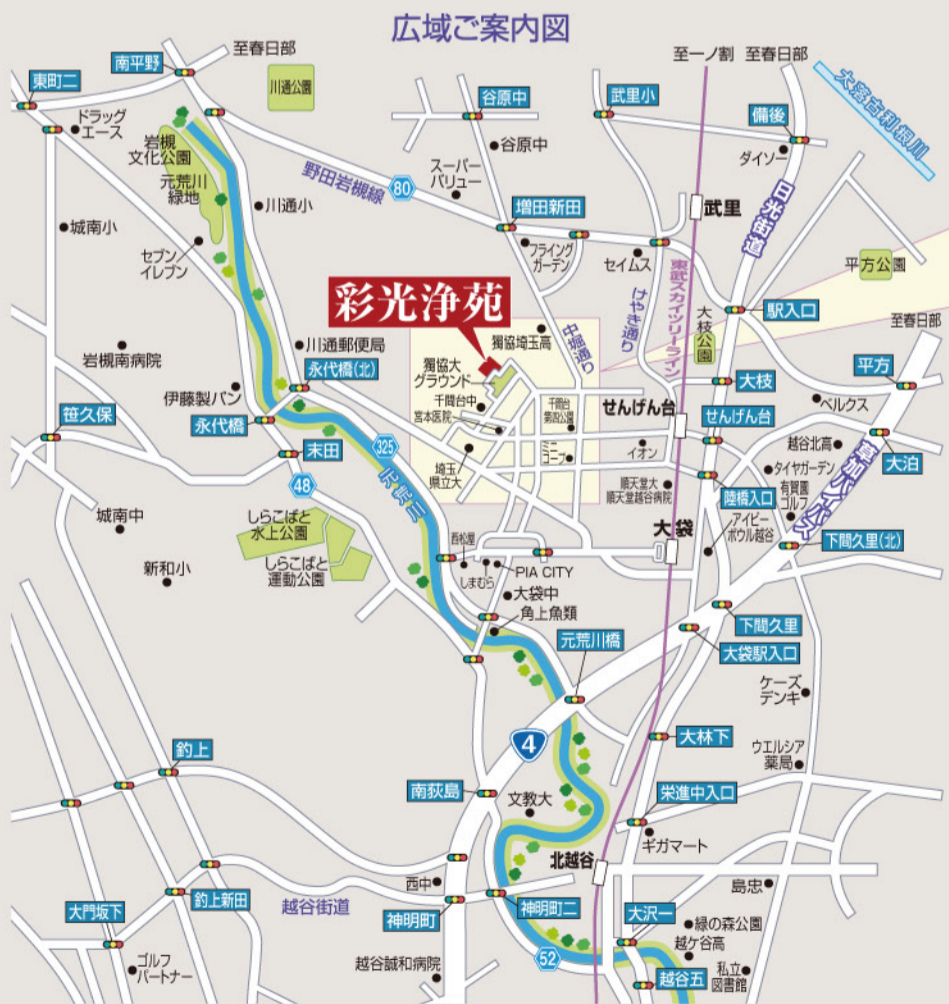 広域ご案内図
至春日部
至一ノ割
至春日部
南平野
東町二
川通公園
谷原中
武里小
備後
大落古利根川
ドラッグ
エース
岩槻
文化公園
元荒川
緑地
野田岩槻線
80
スーパー
バリュー
谷原中
ダイソー
日光街道
城南小
川通小
セブン
イレブン
増田新田
フライング
ガーデン
セイムス
武里
東武スカイツリーライン
けやき通り
大枝公園
平方公園
駅入口
至春日部
彩光浄苑
中堀通り
獨協埼玉高
獨協大
グラウンド
千間台中
宮本医院
千間台
第四公園
ミニ
コープ
埼玉
県立大
岩槻南病院
川通郵便局
永代橋(北)
伊藤製パン
永代橋
笹久保
末田
325
元荒川
48
せんげん台
大枝
せんげん台
平方
ベルクス
越谷北高
大泊
草加バイパス
イオン
タイヤガーデン
有賀園
ゴルフ
順天堂大
順天堂越谷病院
陸橋入口
アイビー
ボウル越谷
下間久里(北)
大袋
城南中
しらこばと
水上公園
しらこばと
運動公園
新和小
西松屋
しまむら
PIA CITY
大袋中
角上魚類
元荒川橋
下間久里
大袋駅入口
ケーズ
デンキ
4
大林下
ウエルシア
薬局
釣上
南荻島
文教大
栄進中入口
ギガマート
北越谷
西中
島忠
釣上新田
越谷街道
神明町
神明町二
大沢一
緑の森公園
越ケ谷高
大門坂下
ゴルフ
パートナー
越谷誠和病院
52
越谷五
私立
図書館